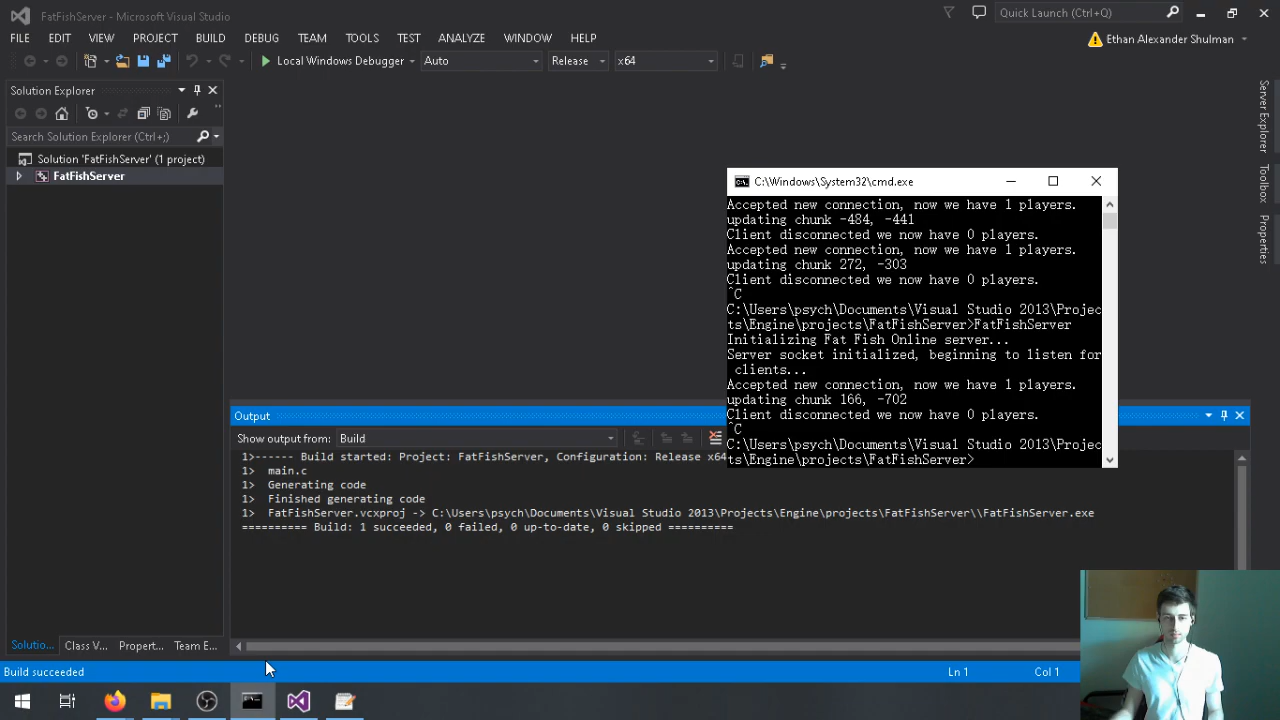 FatFishServer - Microsoft Visual Studio
Quick Launch (Ctrl+Q)
FILE EDIT VIEW PROJECT BUILD DEBUG TEAM TOOLS TEST ANALYZE WINDOW HELP
Ethan Alexander Shulman
Local Windows Debugger Auto Release x64
Solution Explorer
Search Solution Explorer (Ctrl+;)
Solution 'FatFishServer' (1 project)
FatFishServer
Server Explorer
Toolbox
Properties
C:\Windows\System32\cmd.exe
Accepted new connection, now we have 1 players.
updating chunk -484, -441
Client disconnected we now have 0 players.
Accepted new connection, now we have 1 players.
updating chunk 272, -303
Client disconnected we now have 0 players.
^C
C:\Users\psych\Documents\Visual Studio 2013\Projec
ts\Engine\projects\FatFishServer>FatFishServer
Initializing Fat Fish Online server...
Server socket initialized, beginning to listen for
clients...
Accepted new connection, now we have 1 players.
updating chunk 166, -702
Client disconnected we now have 0 players.
^C
C:\Users\psych\Documents\Visual Studio 2013\Projec
ts\Engine\projects\FatFishServer>
Output
Show output from: Build
1>------ Build started: Project: FatFishServer, Configuration: Release x64
1> main.c
1> Generating code
1> Finished generating code
1> FatFishServer.vcxproj -> C:\Users\psych\Documents\Visual Studio 2013\Projects\Engine\projects\FatFishServer\\FatFishServer.exe
========== Build: 1 succeeded, 0 failed, 0 up-to-date, 0 skipped ==========
Solutio... Class V... Propert... Team E...
Build succeeded
Ln 1 Col 1